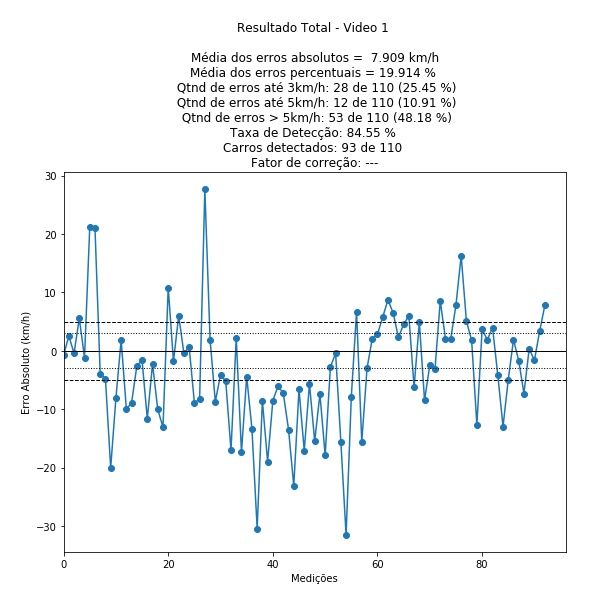 Resultado Total - Video 1
Média dos erros absolutos =  7.909 km/h
Média dos erros percentuais = 19.914 %
Qtnd de erros até 3km/h: 28 de 110 (25.45 %)
Qtnd de erros até 5km/h: 12 de 110 (10.91 %)
Qtnd de erros > 5km/h: 53 de 110 (48.18 %)
Taxa de Detecção: 84.55 %
Carros detectados: 93 de 110
Fator de correção: ---
30
20
10
0
−10
−20
−30
Erro Absoluto (km/h)
0
20
40
60
80
Medições